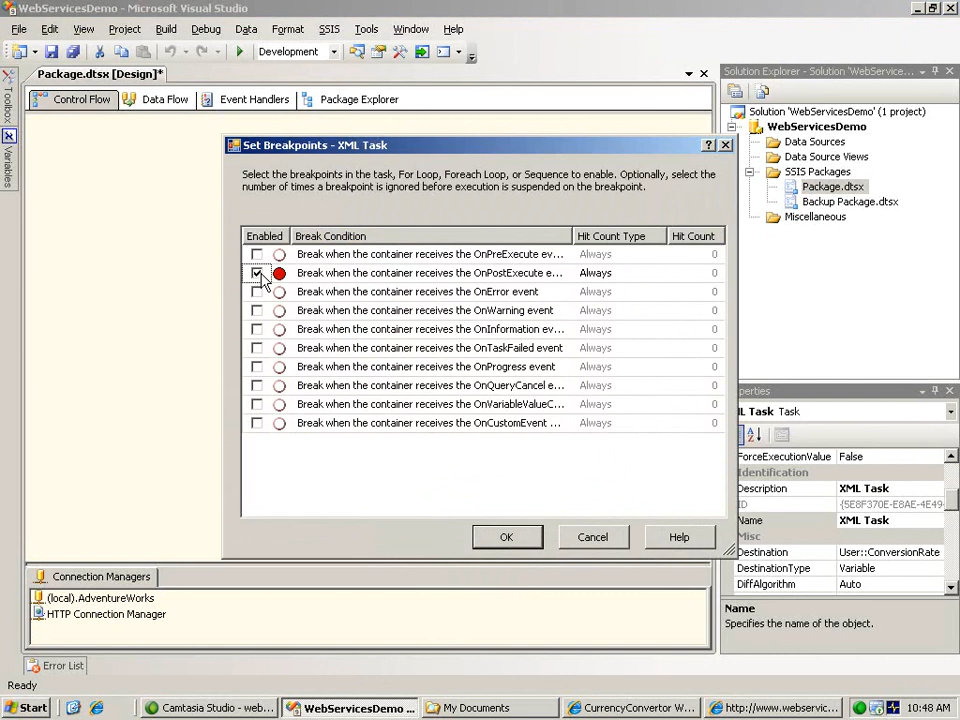 WebServicesDemo - Microsoft Visual Studio
File Edit View Project Build Debug Data Format SSIS Tools Window Help
Development
Package.dtsx [Design]*
Control Flow Data Flow Event Handlers Package Explorer
Toolbox
Variables
Set Breakpoints - XML Task
Select the breakpoints in the task, For Loop, Foreach Loop, or Sequence to enable. Optionally, select the
number of times a breakpoint is ignored before execution is suspended on the breakpoint.
Enabled Break Condition Hit Count Type Hit Count
Break when the container receives the OnPreExecute ev... Always 0
Break when the container receives the OnPostExecute e... Always 0
Break when the container receives the OnError event Always 0
Break when the container receives the OnWarning event Always 0
Break when the container receives the OnInformation ev... Always 0
Break when the container receives the OnTaskFailed event Always 0
Break when the container receives the OnProgress event Always 0
Break when the container receives the OnQueryCancel e... Always 0
Break when the container receives the OnVariableValueC... Always 0
Break when the container receives the OnCustomEvent ... Always 0
OK Cancel Help
Solution Explorer - Solution 'WebService...
Solution 'WebServicesDemo' (1 project)
WebServicesDemo
Data Sources
Data Source Views
SSIS Packages
Package.dtsx
Backup Package.dtsx
Miscellaneous
operties
ML Task Task
ForceExecutionValue False
Identification
Description XML Task
ID {5E8F370E-E8AE-4E49-
Name XML Task
Misc
Destination User::ConversionRate
DestinationType Variable
DiffAlgorithm Auto
Name
Specifies the name of the object.
Connection Managers
(local).AdventureWorks
HTTP Connection Manager
Error List
Ready
Start Camtasia Studio - web... WebServicesDemo ... My Documents CurrencyConvertor W... http://www.webservic... 10:48 AM